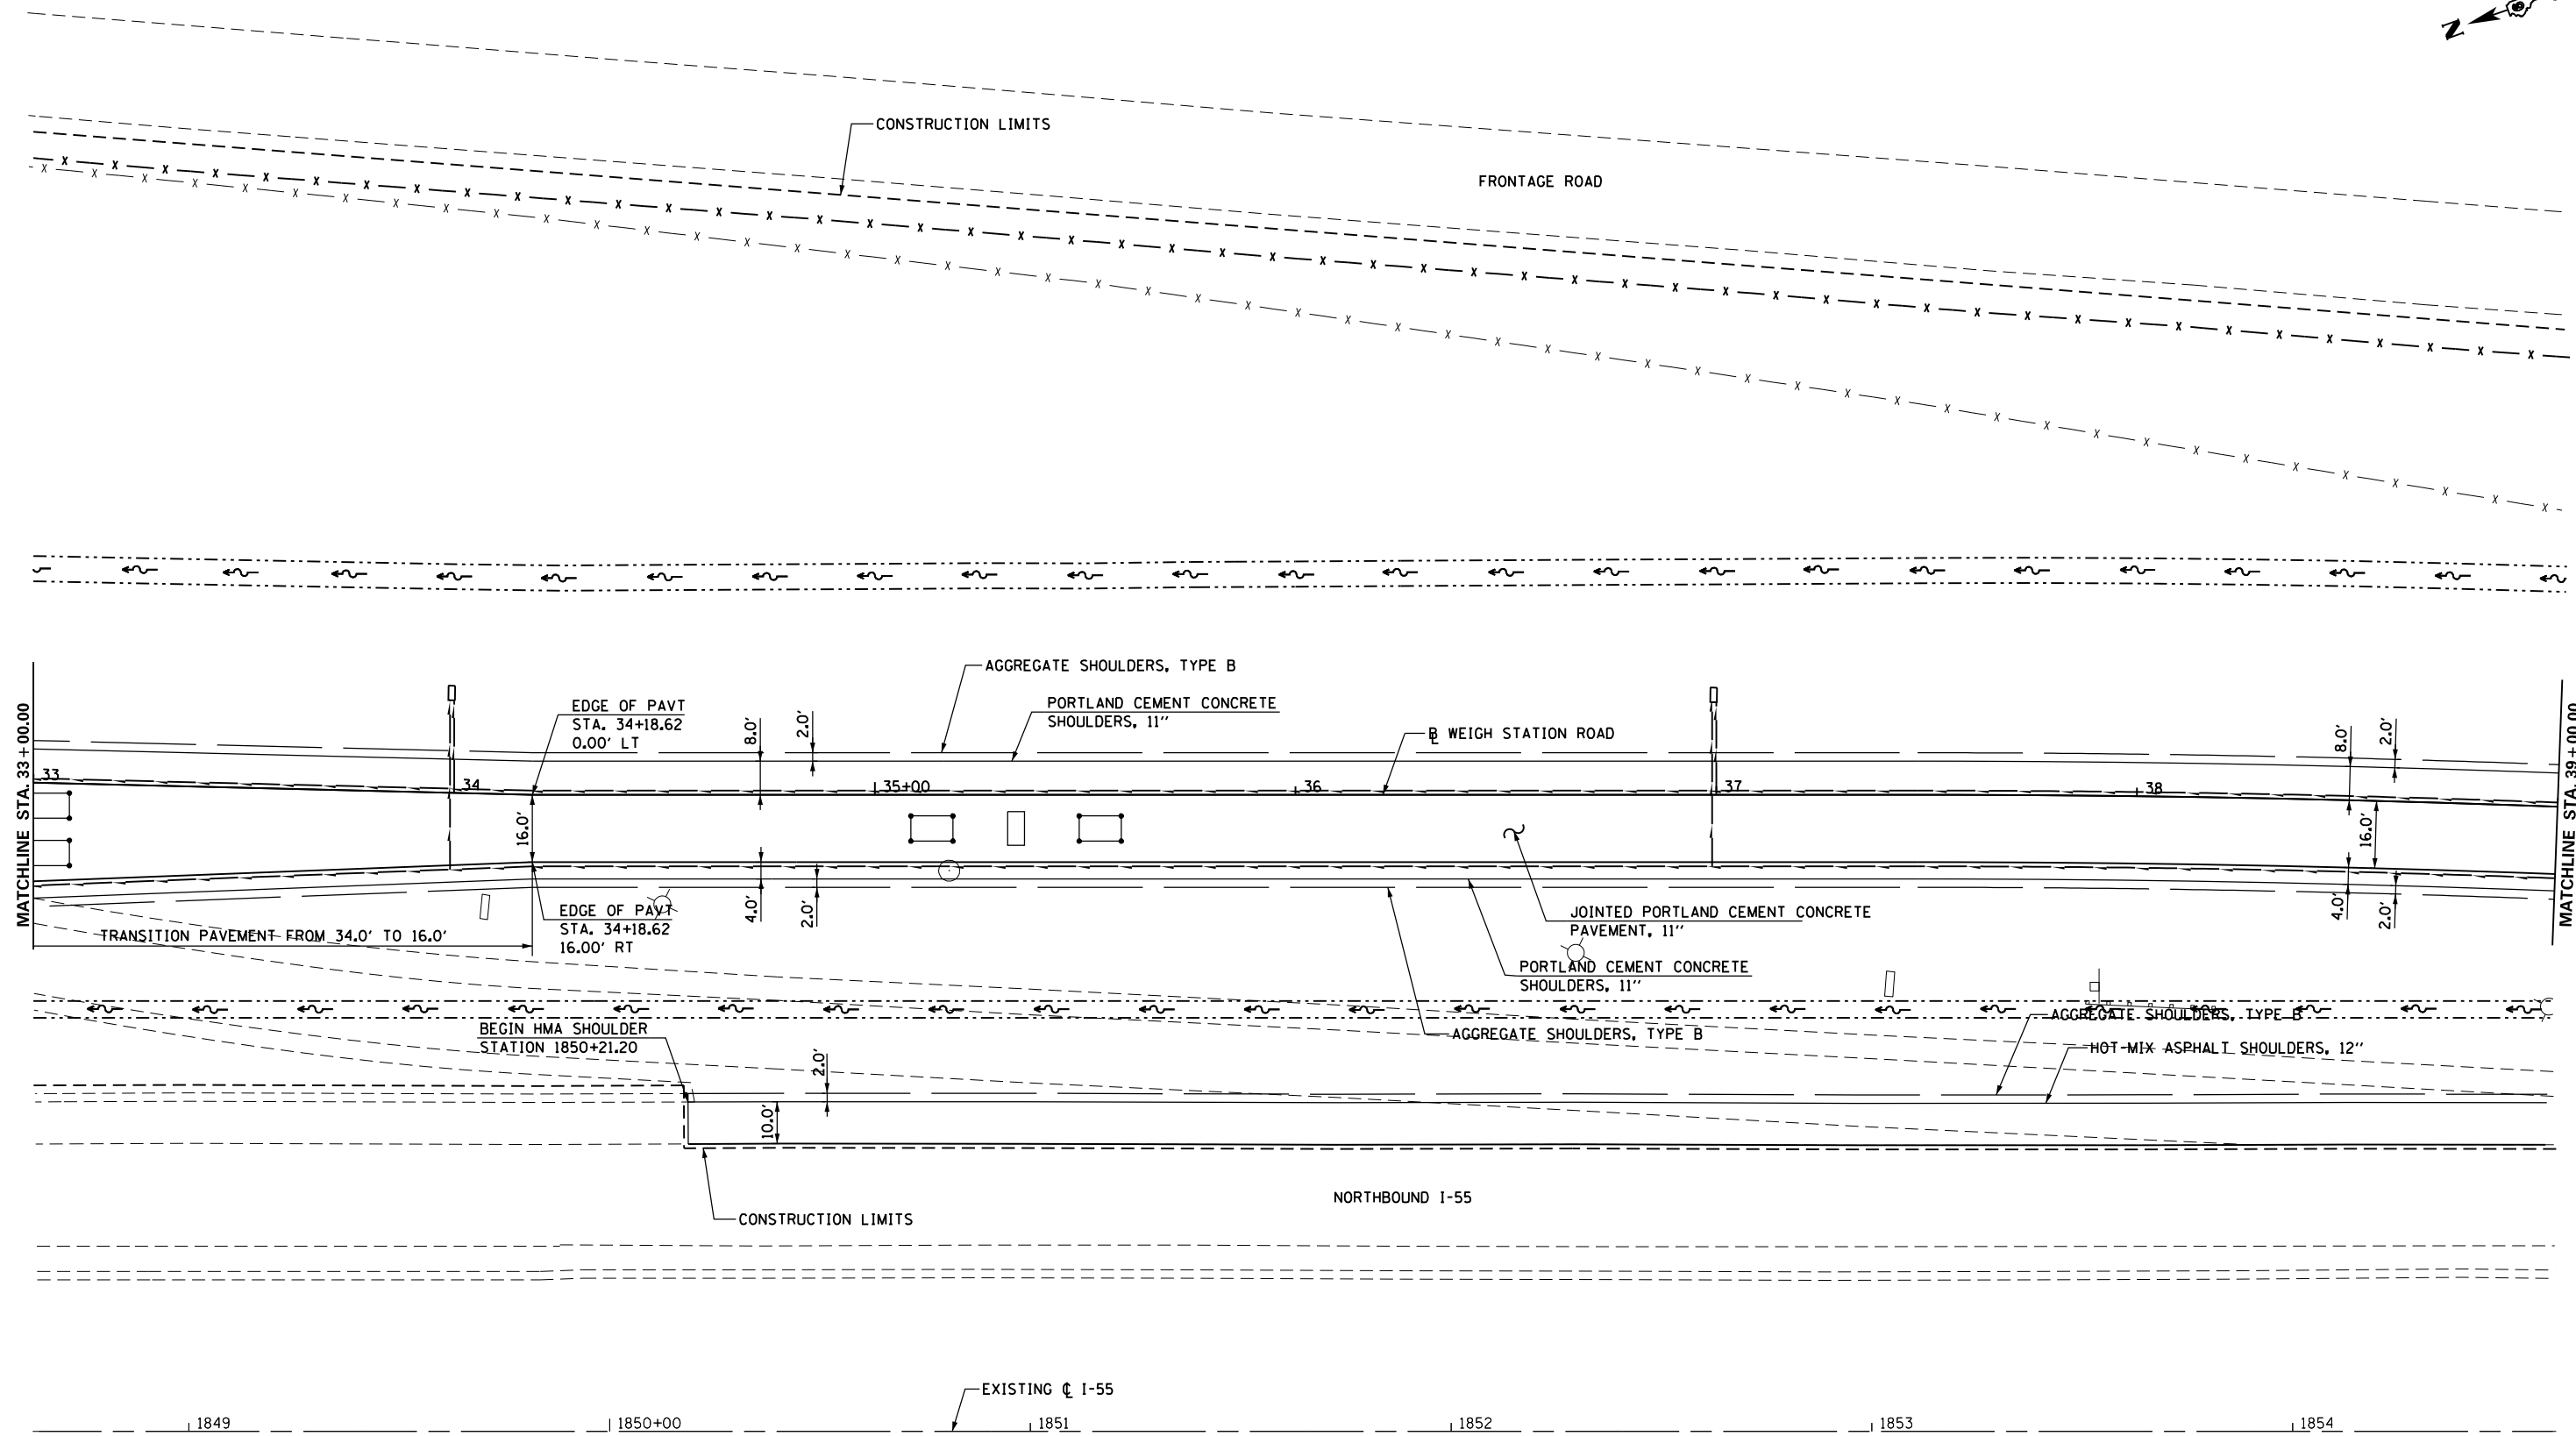 N
CONSTRUCTION LIMITS
FRONTAGE ROAD
AGGREGATE SHOULDERS, TYPE B
PORTLAND CEMENT CONCRETE
SHOULDERS, 11"
EDGE OF PAVT
STA. 34+18.62
0.00' LT
8.0'
2.0'
℄ WEIGH STATION ROAD
8.0'
2.0'
MATCHLINE STA. 33+00.00
MATCHLINE STA. 39+00.00
33
34
35+00
36
37
38
16.0'
16.0'
4.0'
2.0'
4.0'
2.0'
EDGE OF PAVT
STA. 34+18.62
16.00' RT
TRANSITION PAVEMENT FROM 34.0' TO 16.0'
JOINTED PORTLAND CEMENT CONCRETE
PAVEMENT, 11"
PORTLAND CEMENT CONCRETE
SHOULDERS, 11"
AGGREGATE SHOULDERS, TYPE B
AGGREGATE SHOULDERS, TYPE B
HOT-MIX ASPHALT SHOULDERS, 12"
BEGIN HMA SHOULDER
STATION 1850+21.20
2.0'
10.0'
NORTHBOUND I-55
CONSTRUCTION LIMITS
EXISTING ℄ I-55
1849
1850+00
1851
1852
1853
1854